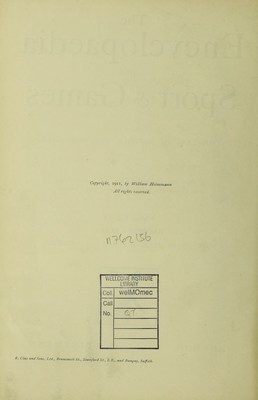 Copyright, 1911, by William Heinemann
All rights reserved
WELLCOME INSTITUTE
LIBRARY
Coll. welMOmec
Call
No. QT
R. Clay and Sons, Ltd., Brunswick St., Stamford St., S.E., and Bungay, Suffolk.